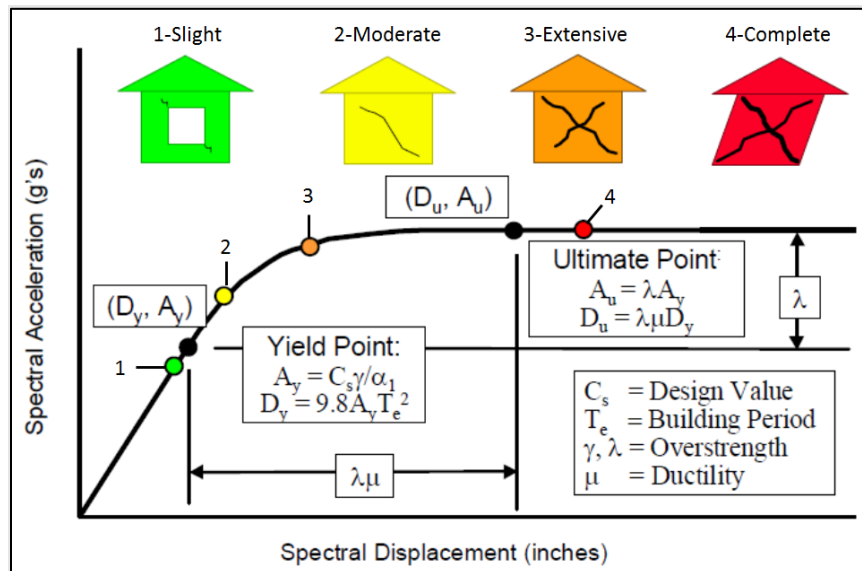 1-Slight
2-Moderate
3-Extensive
4-Complete
Spectral Acceleration (g's)
1
2
3
4
(Dᵤ, Aᵤ)
(Dy, Ay)
Ultimate Point:
Aᵤ = λAy
Dᵤ = λμDy
λ
Yield Point:
Ay = Csγ/α₁
Dy = 9.8AyTe²
λμ
Cs = Design Value
Te = Building Period
γ, λ = Overstrength
μ = Ductility
Spectral Displacement (inches)